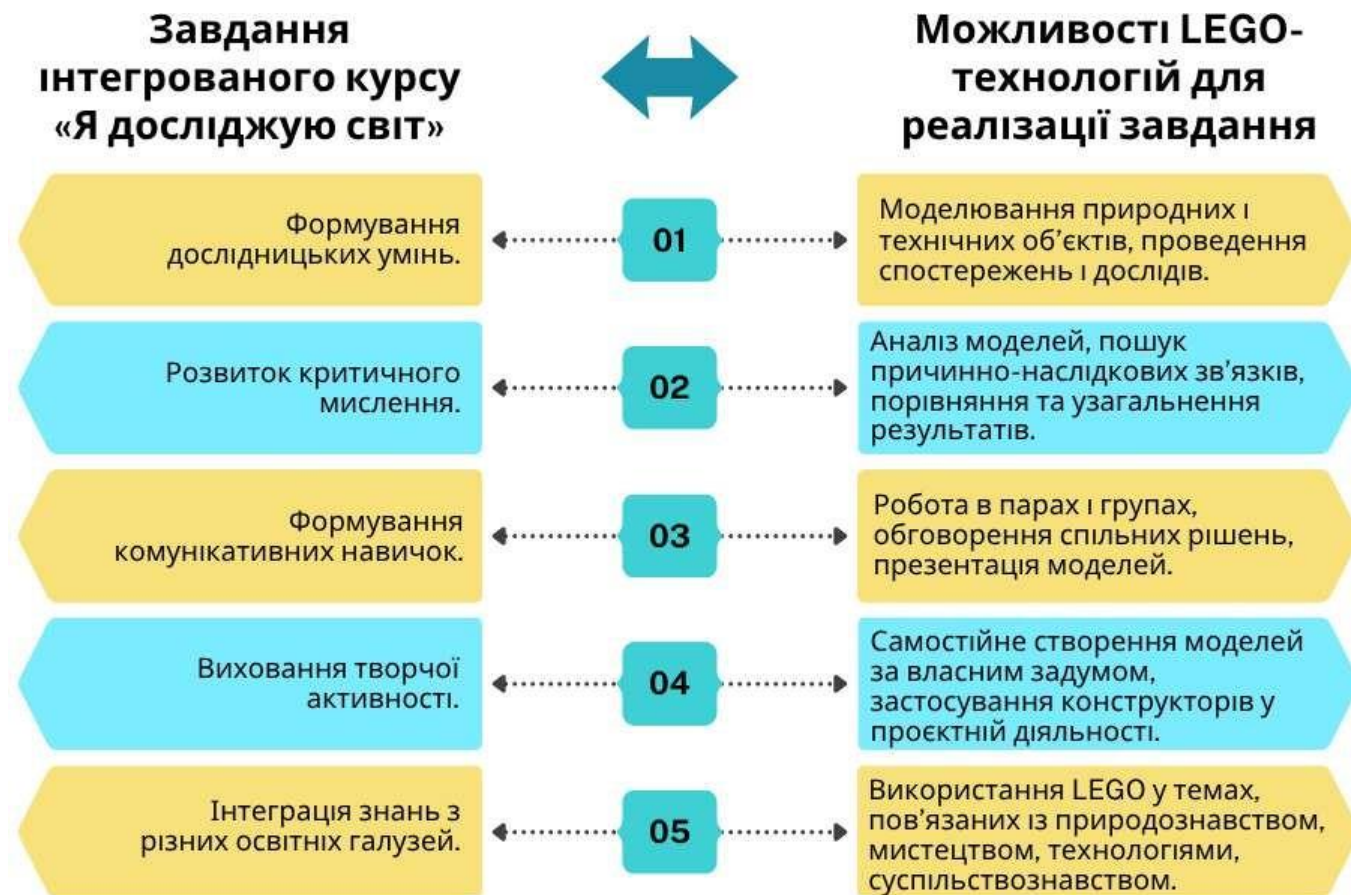 Завдання
інтегрованого курсу
«Я досліджую світ»
Можливості LEGO-
технологій для
реалізації завдання
Формування
дослідницьких умінь.
01
Моделювання природних і
технічних об’єктів, проведення
спостережень і дослідів.
Розвиток критичного
мислення.
02
Аналіз моделей, пошук
причинно-наслідкових зв’язків,
порівняння та узагальнення
результатів.
Формування
комунікативних навичок.
03
Робота в парах і групах,
обговорення спільних рішень,
презентація моделей.
Виховання творчої
активності.
04
Самостійне створення моделей
за власним задумом,
застосування конструкторів у
проєктній діяльності.
Інтеграція знань з
різних освітніх галузей.
05
Використання LEGO у темах,
пов’язаних із природознавством,
мистецтвом, технологіями,
суспільствознавством.